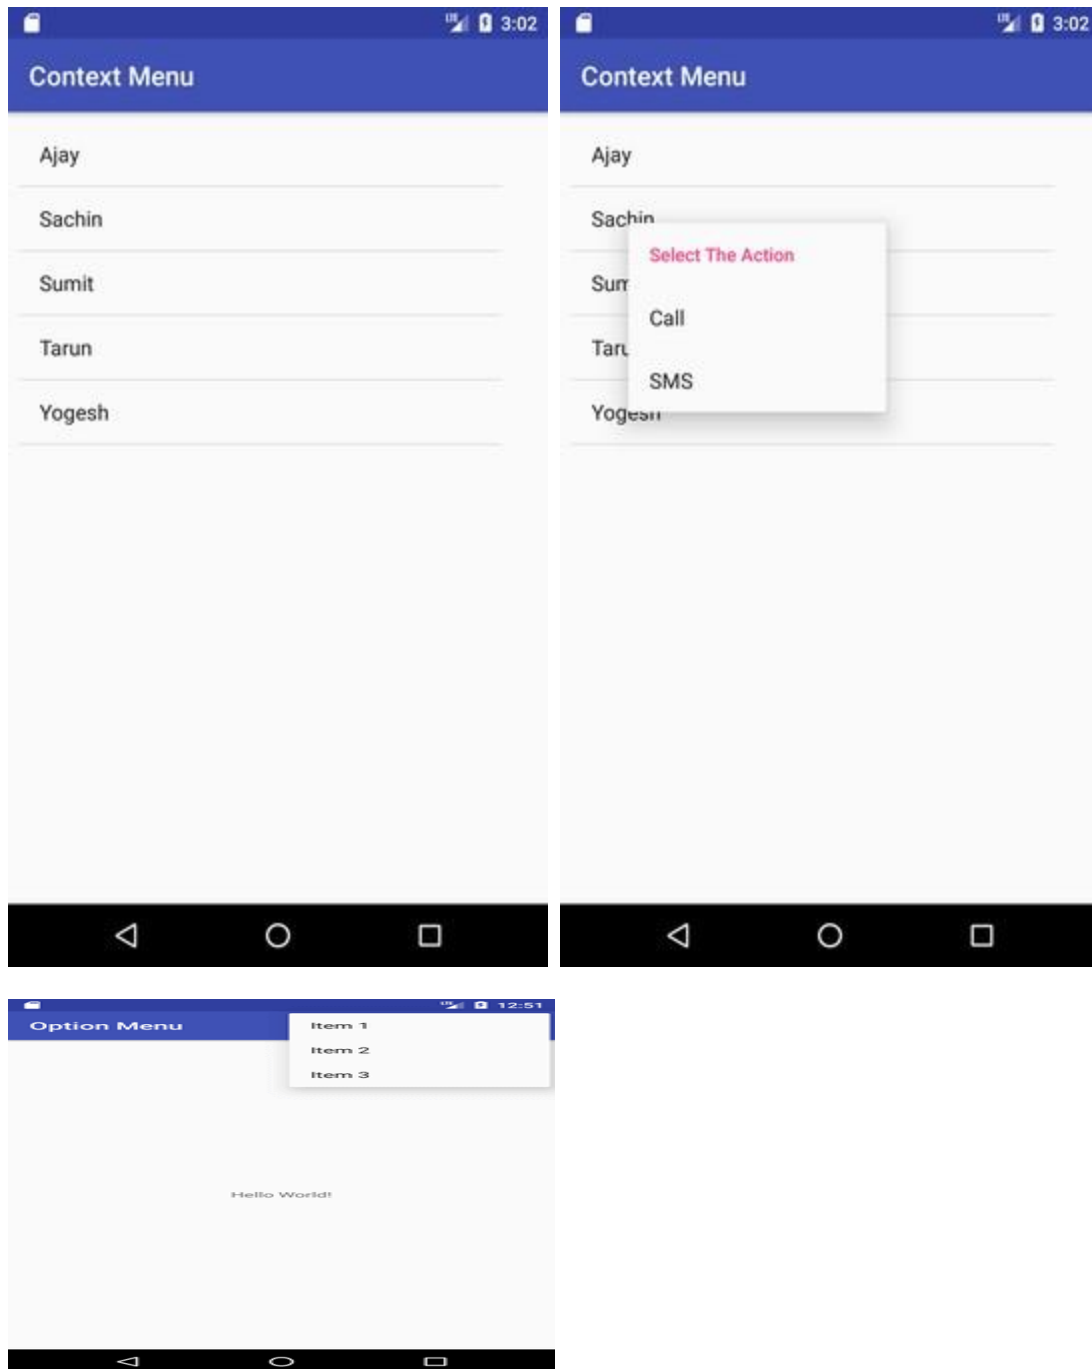 3:02
Context Menu
Ajay
Sachin
Sumit
Tarun
Yogesh
3:02
Context Menu
Ajay
Sachin
Select The Action
Call
SMS
Yogesh
12:51
Option Menu
Item 1
Item 2
Item 3
Hello World!